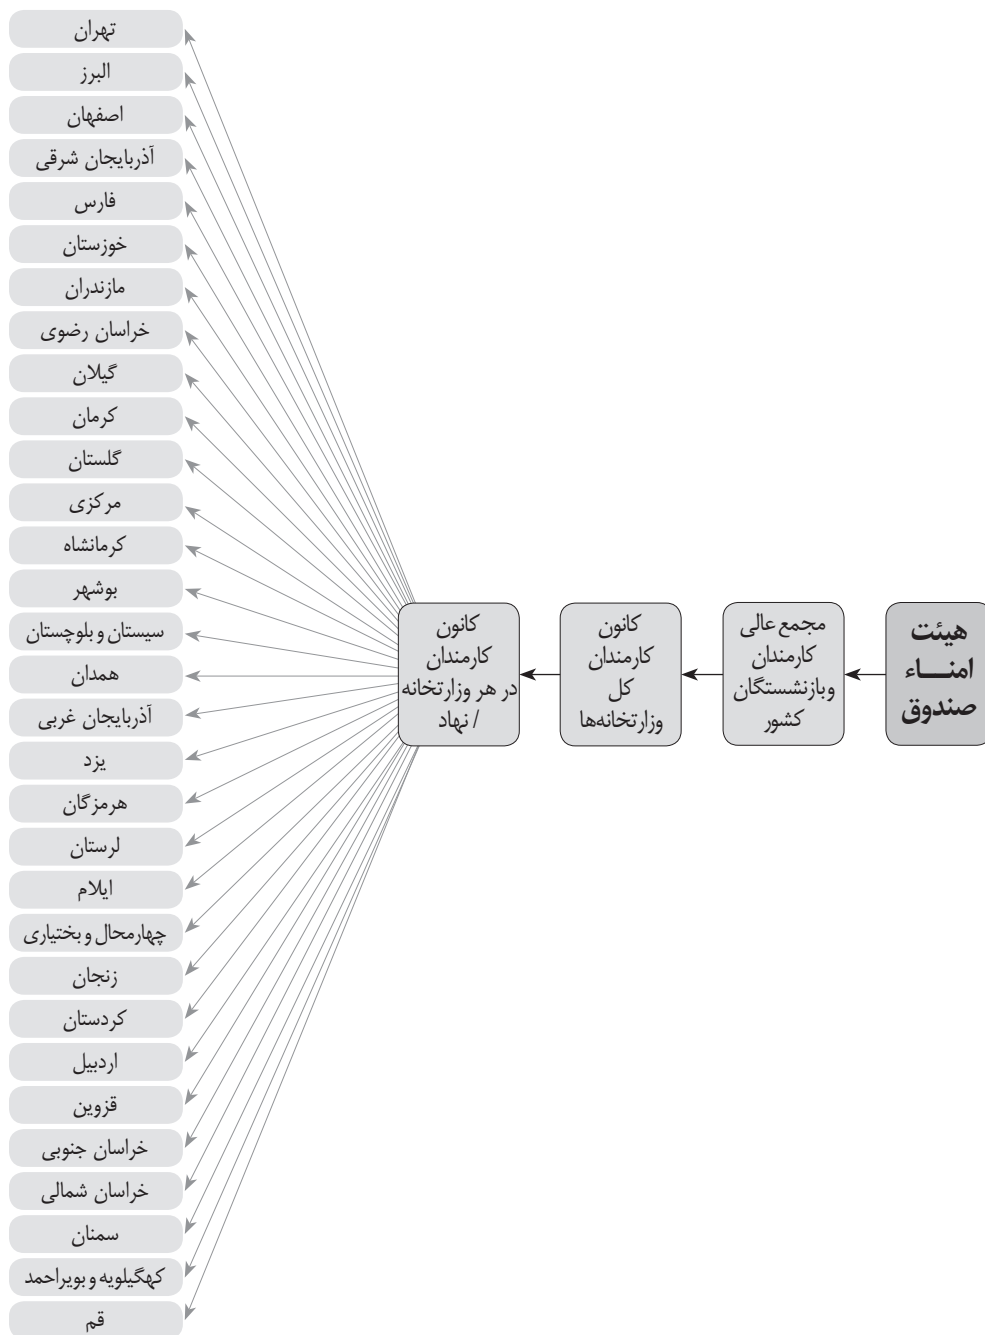 هیئت
امنــاء
صندوق
مجمع عالی
کارمندان
وبازنشستگان
کشور
کانون
کارمندان
کل
وزارتخانه‌ها
کانون
کارمندان
در هر وزارتخانه
/ نهاد
تهران
البرز
اصفهان
آذربایجان شرقی
فارس
خوزستان
مازندران
خراسان رضوی
گیلان
کرمان
گلستان
مرکزی
کرمانشاه
بوشهر
سیستان و بلوچستان
همدان
آذربایجان غربی
یزد
هرمزگان
لرستان
ایلام
چهارمحال و بختیاری
زنجان
کردستان
اردبیل
قزوین
خراسان جنوبی
خراسان شمالی
سمنان
کهگیلویه و بویراحمد
قم